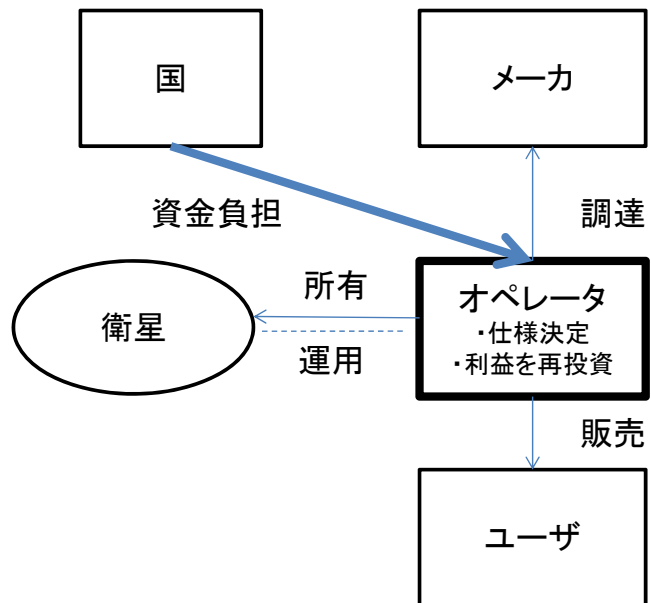 国
メーカ
資金負担
調達
所有
オペレータ
・仕様決定
・利益を再投資
衛星
運用
販売
ユーザ